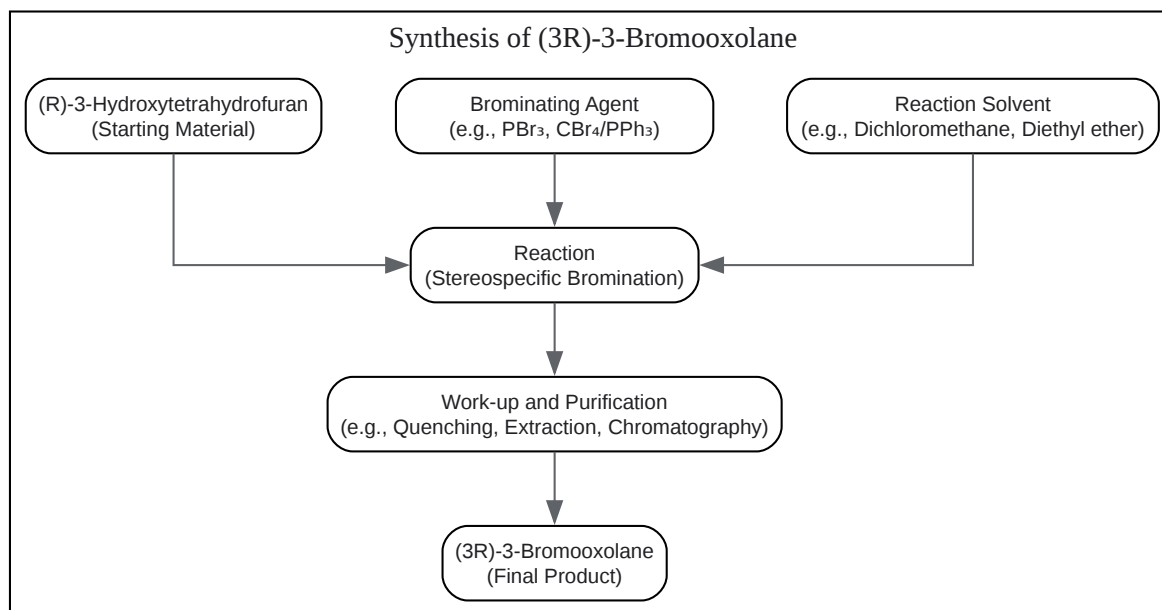 Synthesis of (3R)-3-Bromooxolane
(R)-3-Hydroxytetrahydrofuran
(Starting Material)
Brominating Agent
(e.g., PBr₃, CBr₄/PPh₃)
Reaction Solvent
(e.g., Dichloromethane, Diethyl ether)
Reaction
(Stereospecific Bromination)
Work-up and Purification
(e.g., Quenching, Extraction, Chromatography)
(3R)-3-Bromooxolane
(Final Product)